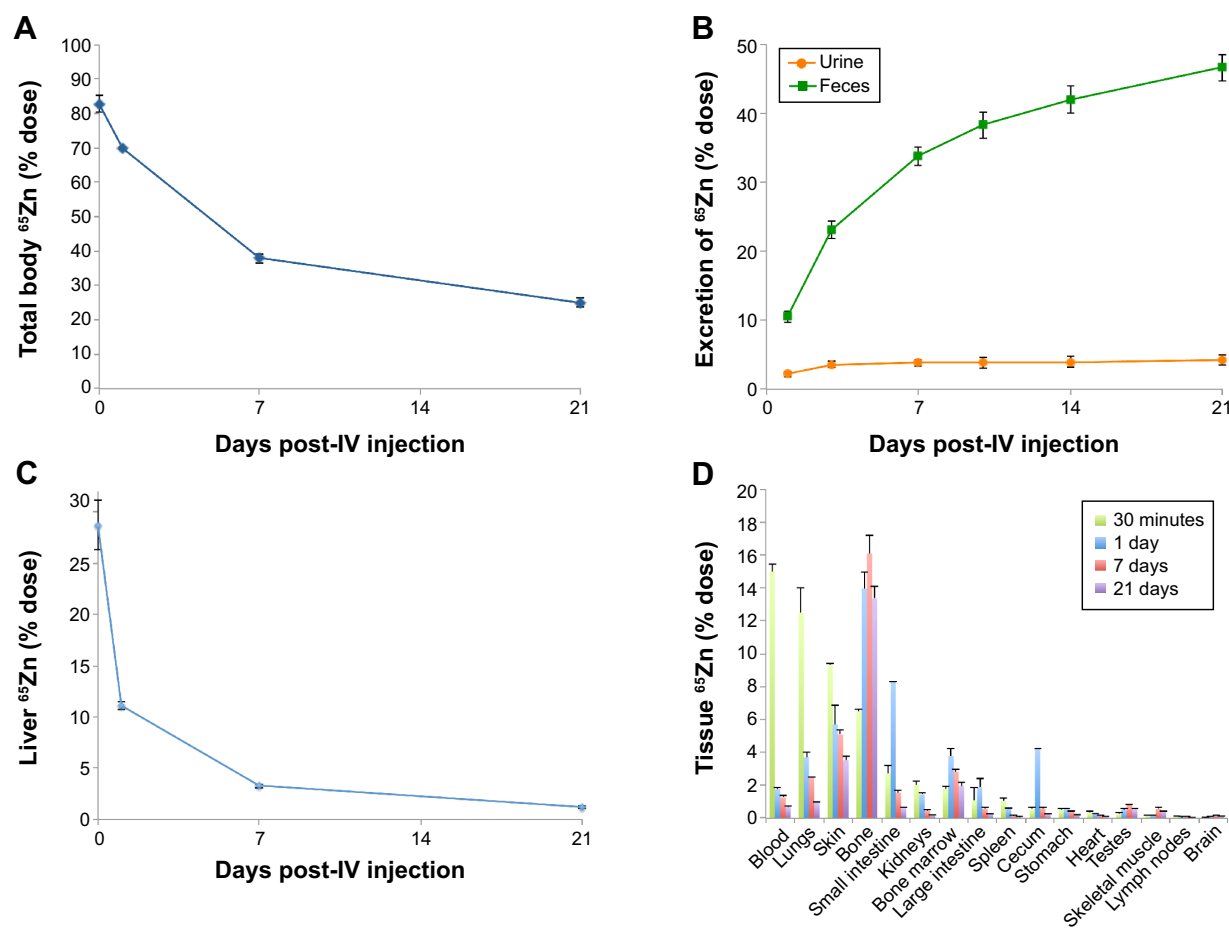 A
Total body ⁶⁵Zn (% dose)
100
90
80
70
60
50
40
30
20
10
0
0 7 14 21
Days post-IV injection
B
Excretion of ⁶⁵Zn (% dose)
Urine
Feces
50
40
30
20
10
0
0 7 14 21
Days post-IV injection
C
Liver ⁶⁵Zn (% dose)
30
25
20
15
10
5
0
0 7 14 21
Days post-IV injection
D
Tissue ⁶⁵Zn (% dose)
20
18
16
14
12
10
8
6
4
2
0
30 minutes
1 day
7 days
21 days
Blood
Lungs
Skin
Bone
Small intestine
Kidneys
Bone marrow
Large intestine
Spleen
Cecum
Stomach
Heart
Testes
Skeletal muscle
Lymph nodes
Brain